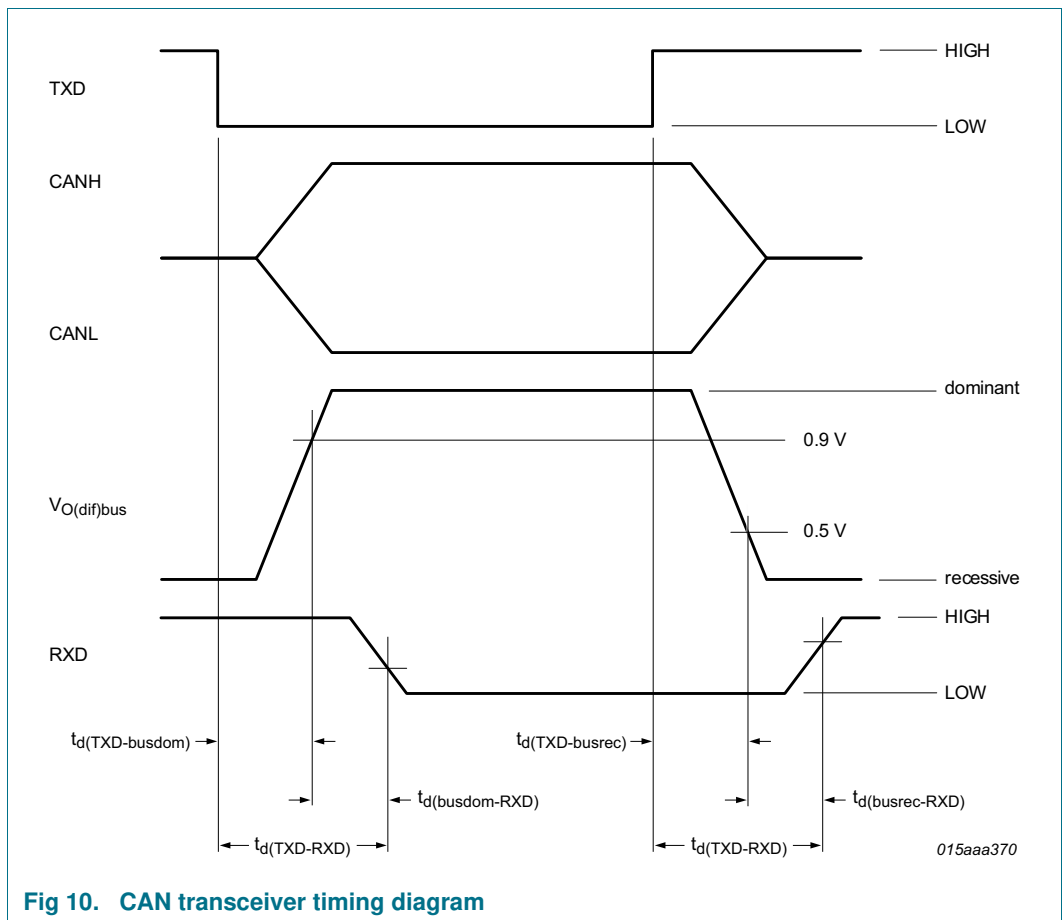 HIGH
TXD
LOW
CANH
CANL
dominant
0.9 V
VO(dif)bus
0.5 V
recessive
HIGH
RXD
LOW
td(TXD-busdom)
td(TXD-busrec)
td(busdom-RXD)
td(busrec-RXD)
td(TXD-RXD)
td(TXD-RXD)
015aaa370
Fig 10. CAN transceiver timing diagram